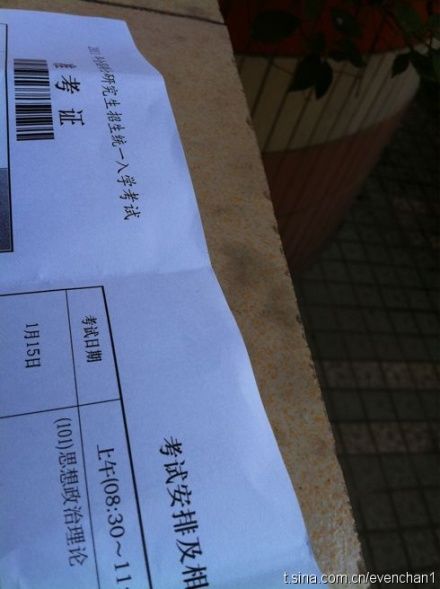 研究生招生统一入学考试
考证
考试安排及相
考试日期
上午(08:30～11
1月15日
(101)思想政治理论
t.sina.com.cn/evenchan1